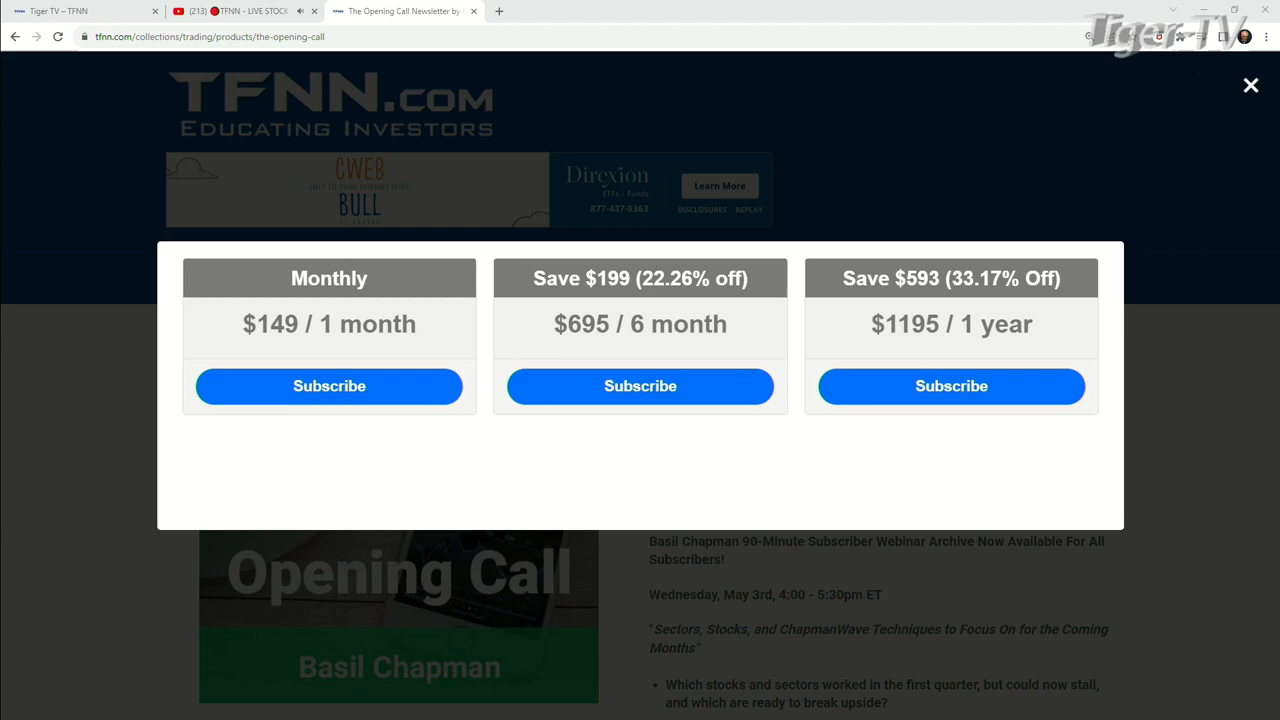 Tiger TV – TFNN
(213) 🔴TFNN - LIVE STOCK
The Opening Call Newsletter by
tfnn.com/collections/trading/products/the-opening-call
Tiger-TV
TFNN.COM
EDUCATING INVESTORS
CWEB
BULL
Direxion
ETFs | Funds
877-437-9363
Learn More
DISCLOSURES REPLAY
Monthly
$149 / 1 month
Subscribe
Save $199 (22.26% off)
$695 / 6 month
Subscribe
Save $593 (33.17% Off)
$1195 / 1 year
Subscribe
Opening Call
Basil Chapman
Basil Chapman 90-Minute Subscriber Webinar Archive Now Available For All
Subscribers!
Wednesday, May 3rd, 4:00 - 5:30pm ET
"Sectors, Stocks, and ChapmanWave Techniques to Focus On for the Coming
Months"
• Which stocks and sectors worked in the first quarter, but could now stall,
and which are ready to break upside?